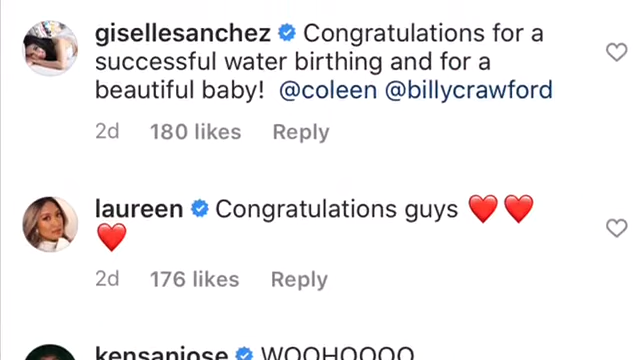 gisellesanchez Congratulations for a
successful water birthing and for a
beautiful baby! @coleen @billycrawford
2d 180 likes Reply
laureen Congratulations guys ❤️❤️
❤️
2d 176 likes Reply
kensanjose WOOHOOOO